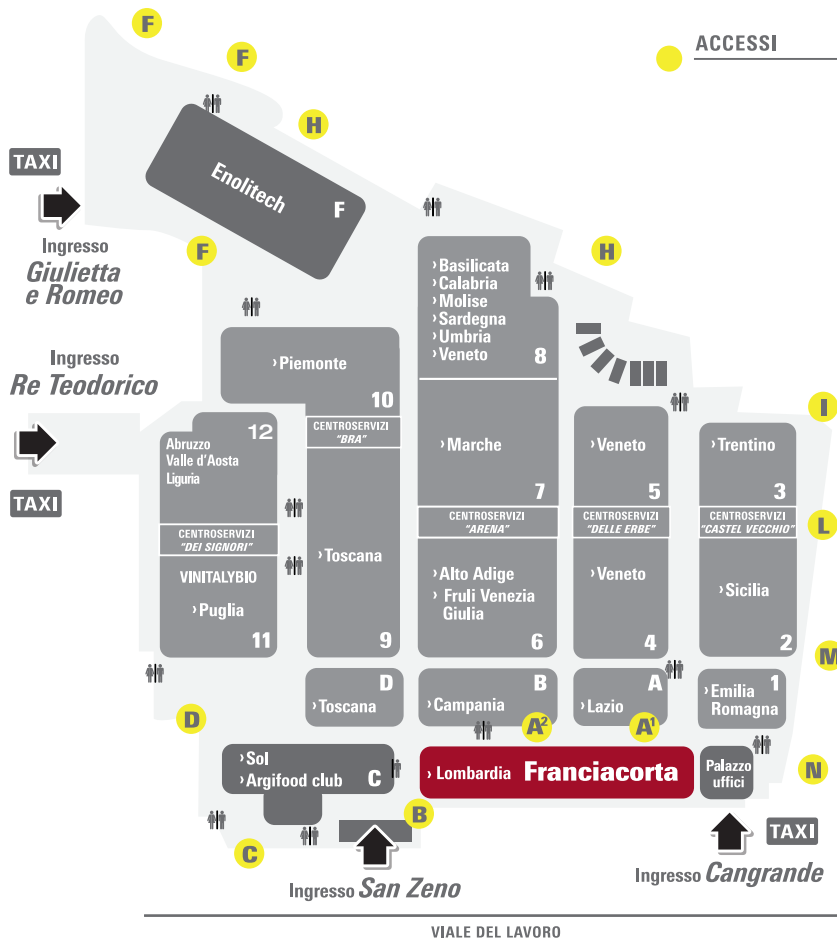 F
F
ACCESSI
H
TAXI
Enolitech
F
Ingresso
Giulietta
e Romeo
F
H
› Basilicata
› Calabria
› Molise
› Sardegna
› Umbria
› Veneto
8
Ingresso
Re Teodorico
› Piemonte
10
I
12
Abruzzo
Valle d'Aosta
Liguria
CENTROSERVIZI
"BRA"
› Marche
7
› Veneto
5
› Trentino
3
TAXI
CENTROSERVIZI
"DEI SIGNORI"
CENTROSERVIZI
"ARENA"
CENTROSERVIZI
"DELLE ERBE"
CENTROSERVIZI
"CASTEL VECCHIO"
L
› Toscana
9
VINITALYBIO
› Puglia
11
› Alto Adige
› Fruli Venezia
Giulia
6
› Veneto
4
› Sicilia
2
M
D
› Toscana
B
› Campania
A
› Lazio
1
› Emilia
Romagna
D
A²
A¹
› Sol
› Argifood club
C
› Lombardia Franciacorta
Palazzo
uffici
N
B
C
TAXI
Ingresso San Zeno
Ingresso Cangrande
VIALE DEL LAVORO